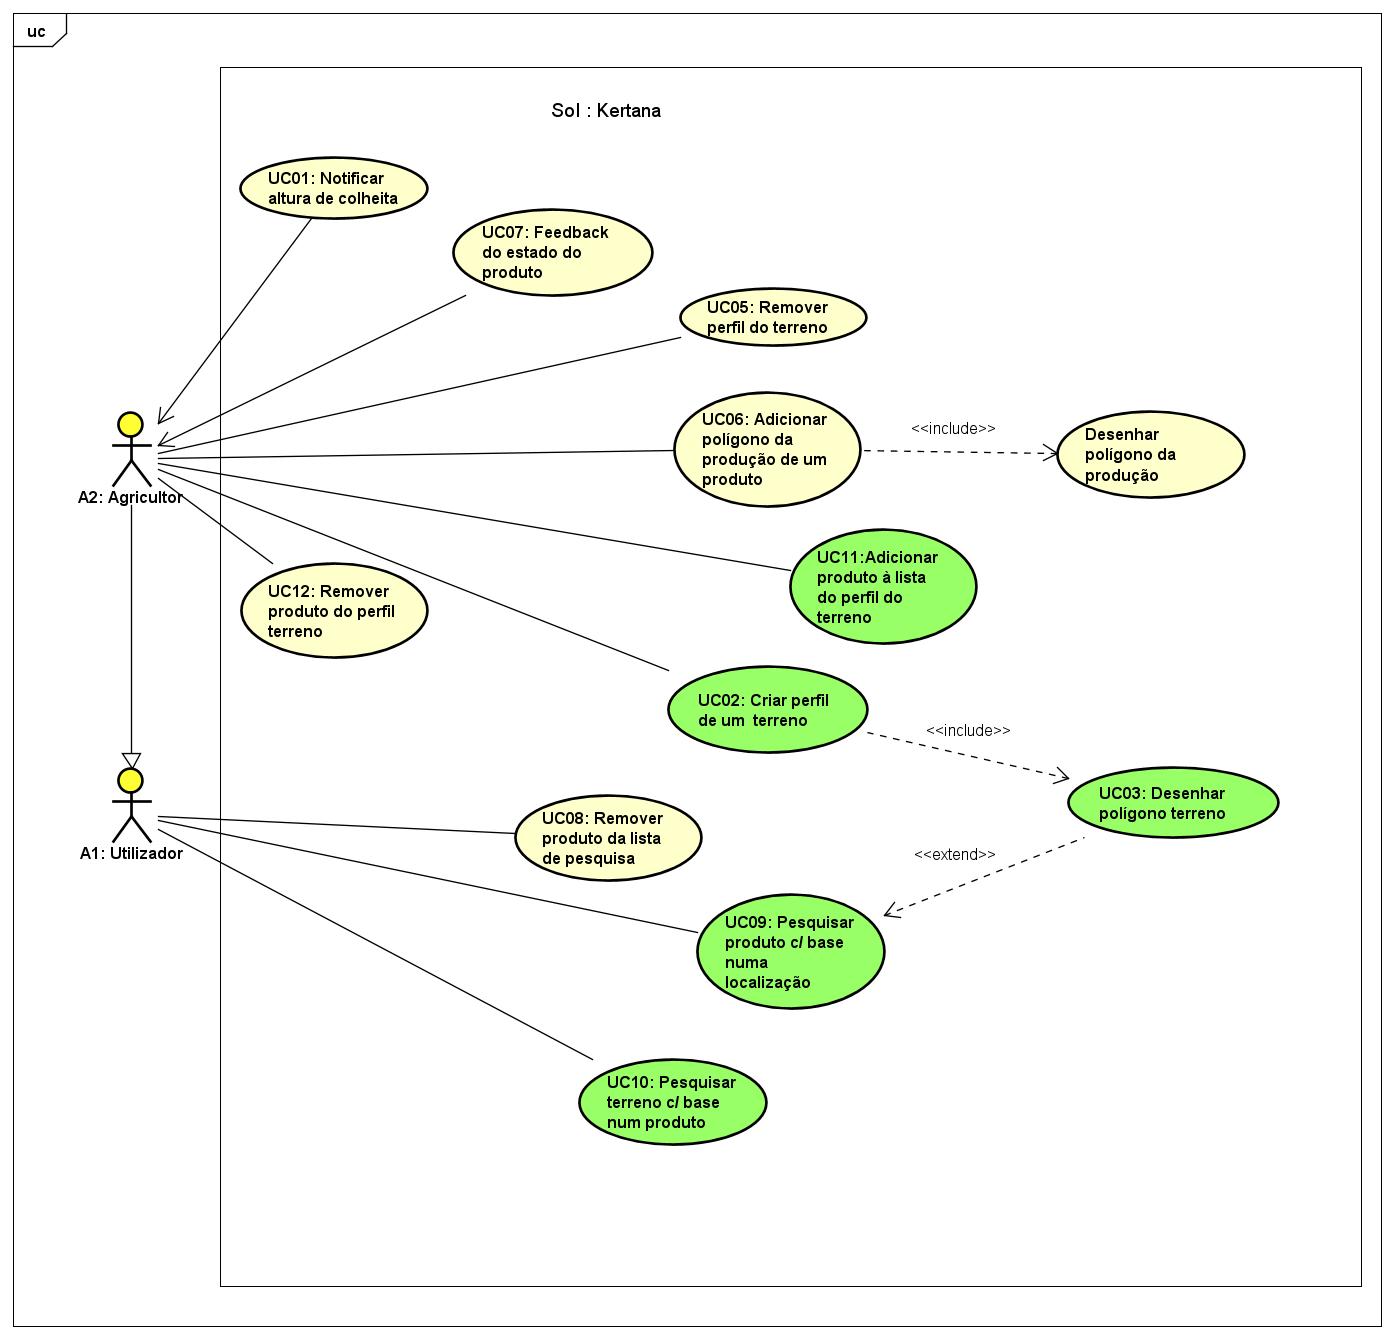 uc
SoI : Kertana
UC01: Notificar
altura de colheita
UC07: Feedback
do estado do
produto
UC05: Remover
perfil do terreno
UC06: Adicionar
polígono da
produção de um
produto
<<include>>
Desenhar
polígono da
produção
A2: Agricultor
UC11:Adicionar
produto à lista
do perfil do
terreno
UC12: Remover
produto do perfil
terreno
UC02: Criar perfil
de um  terreno
<<include>>
UC03: Desenhar
polígono terreno
A1: Utilizador
UC08: Remover
produto da lista
de pesquisa
<<extend>>
UC09: Pesquisar
produto c/ base
numa
localização
UC10: Pesquisar
terreno c/ base
num produto